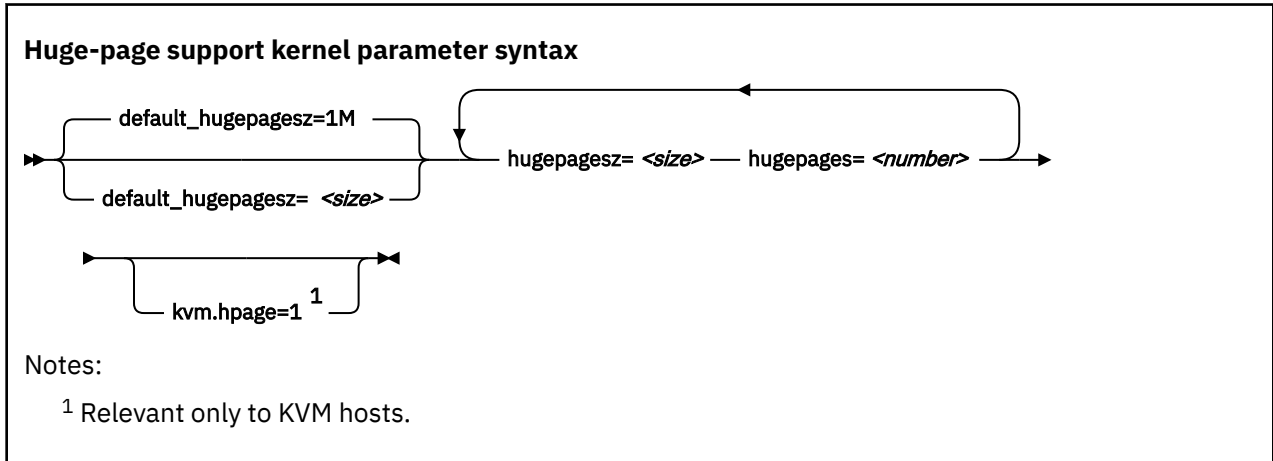 Huge-page support kernel parameter syntax
default_hugepagesz=1M
hugepagesz= <size> hugepages= <number>
default_hugepagesz= <size>
kvm.hpage=1 1
Notes:
1 Relevant only to KVM hosts.